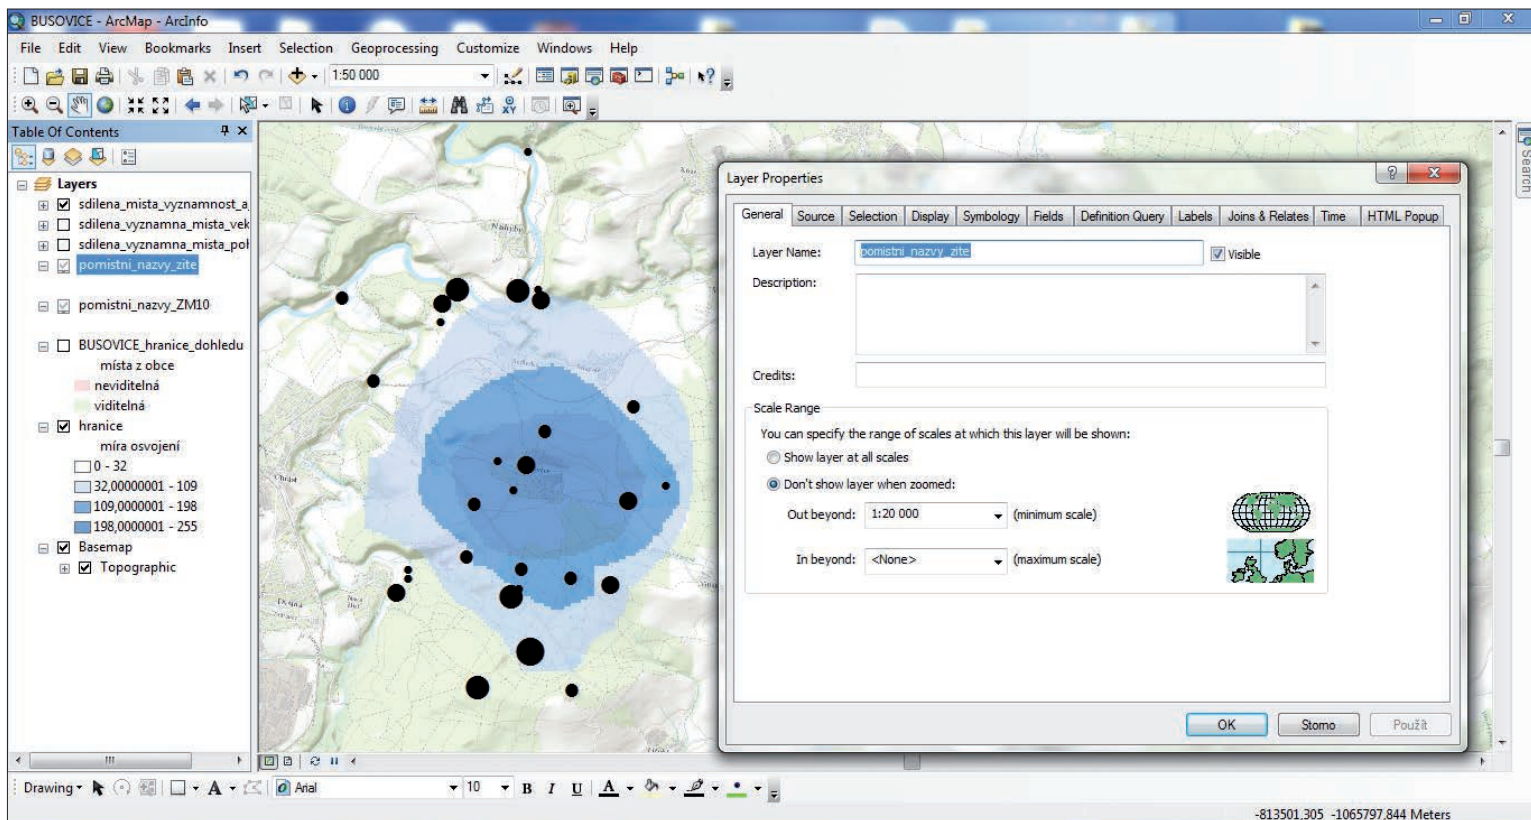 BUSOVICE - ArcMap - ArcInfo
File Edit View Bookmarks Insert Selection Geoprocessing Customize Windows Help
1:50 000
Table Of Contents
Layers
sdilena_mista_vyznamnost_a
sdilena_vyznamna_mista_vek
sdilena_vyznamna_mista_poh
pomistni_nazvy_zite
pomistni_nazvy_ZM10
BUSOVICE_hranice_dohledu
místa z obce
neviditelná
viditelná
hranice
míra osvojení
0 - 32
32,00000001 - 109
109,0000001 - 198
198,0000001 - 255
Basemap
Topographic
Search
Layer Properties
General Source Selection Display Symbology Fields Definition Query Labels Joins & Relates Time HTML Popup
Layer Name: pomistni_nazvy_zite Visible
Description:
Credits:
Scale Range
You can specify the range of scales at which this layer will be shown:
Show layer at all scales
Don't show layer when zoomed:
Out beyond: 1:20 000 (minimum scale)
In beyond: <None> (maximum scale)
OK Storno Použít
Drawing A Arial 10 B I U A
-813501,305 -1065797,844 Meters